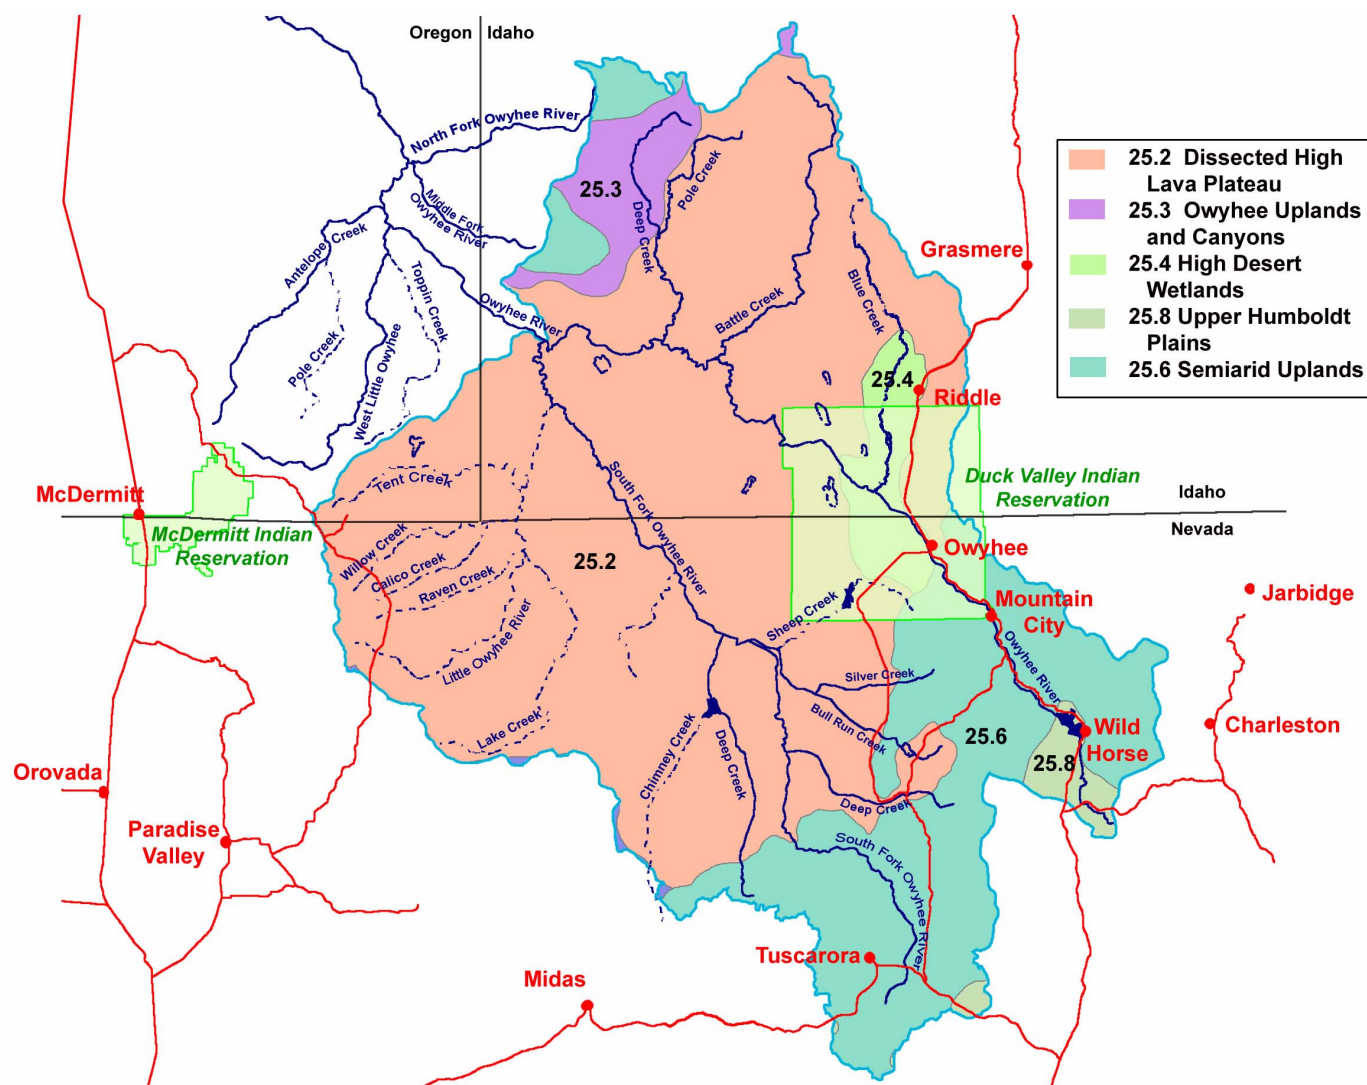 Oregon
Idaho
North Fork Owyhee River
Middle Fork
Owyhee River
Antelope Creek
Toppin Creek
Owyhee River
Pole Creek
West Little Owyhee
25.3
Deep Creek
Pole Creek
Battle Creek
Blue Creek
Grasmere
25.2 Dissected High
Lava Plateau
25.3 Owyhee Uplands
and Canyons
25.4 High Desert
Wetlands
25.8 Upper Humboldt
Plains
25.6 Semiarid Uplands
25.4
Riddle
Duck Valley Indian
Reservation
McDermitt
McDermitt Indian
Reservation
Tent Creek
South Fork Owyhee River
Idaho
Nevada
Willow Creek
Calico Creek
Raven Creek
25.2
Owyhee
Sheep Creek
Mountain
City
Jarbidge
Little Owyhee River
Owyhee River
Silver Creek
Bull Run Creek
Lake Creek
Chimney Creek
Deep Creek
25.6
Wild
Horse
Charleston
25.8
Orovada
Deep Creek
Paradise
Valley
South Fork Owyhee River
Tuscarora
Midas